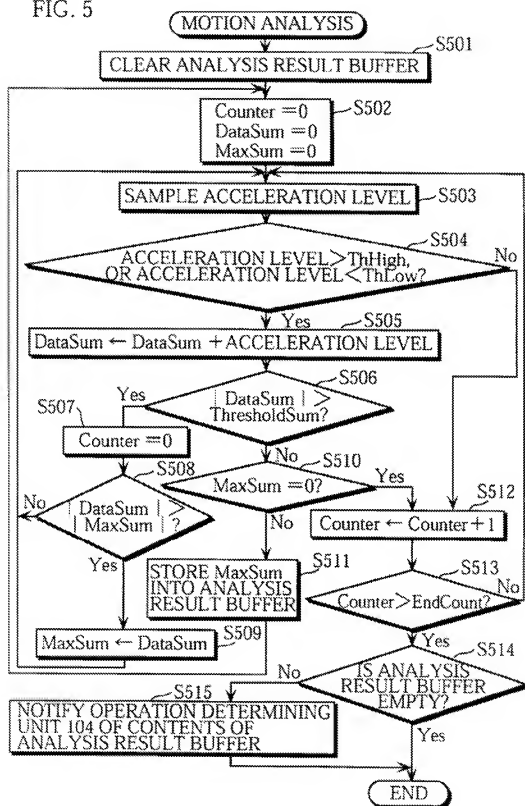 FIG. 5
MOTION ANALYSIS
S501
CLEAR ANALYSIS RESULT BUFFER
S502
Counter =0
DataSum =0
MaxSum =0
SAMPLE ACCELERATION LEVEL
S503
S504
ACCELERATION LEVEL>ThHigh,
OR ACCELERATION LEVEL<ThLow?
No
Yes
S505
DataSum ← DataSum +ACCELERATION LEVEL
S506
Yes
| DataSum | >
ThresholdSum?
S507
Counter =0
No
S510
S508
MaxSum =0?
Yes
S512
No
| DataSum | >
| MaxSum | ?
Counter ← Counter+1
No
S511
Yes
STORE MaxSum
INTO ANALYSIS
RESULT BUFFER
S513
Counter>EndCount?
No
MaxSum ← DataSum
S509
Yes
S514
No
IS ANALYSIS
RESULT BUFFER
EMPTY?
S515
NOTIFY OPERATION DETERMINING
UNIT 104 OF CONTENTS OF
ANALYSIS RESULT BUFFER
Yes
END